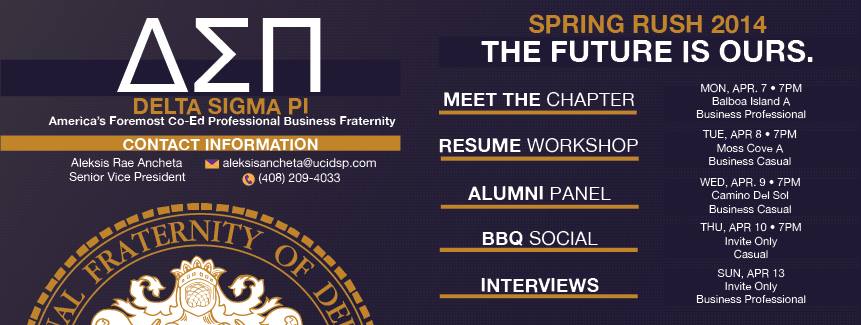 ΔΣΠ
DELTA SIGMA PI
America's Foremost Co-Ed Professional Business Fraternity
CONTACT INFORMATION
Aleksis Rae Ancheta
Senior Vice President
aleksisancheta@ucidsp.com
(408) 209-4033
NAL FRATERNITY OF DEL
SPRING RUSH 2014
THE FUTURE IS OURS.
MEET THE CHAPTER
MON, APR. 7 • 7PM
Balboa Island A
Business Professional
RESUME WORKSHOP
TUE, APR 8 • 7PM
Moss Cove A
Business Casual
ALUMNI PANEL
WED, APR. 9 • 7PM
Camino Del Sol
Business Casual
BBQ SOCIAL
THU, APR 10 • 7PM
Invite Only
Casual
INTERVIEWS
SUN, APR 13
Invite Only
Business Professional